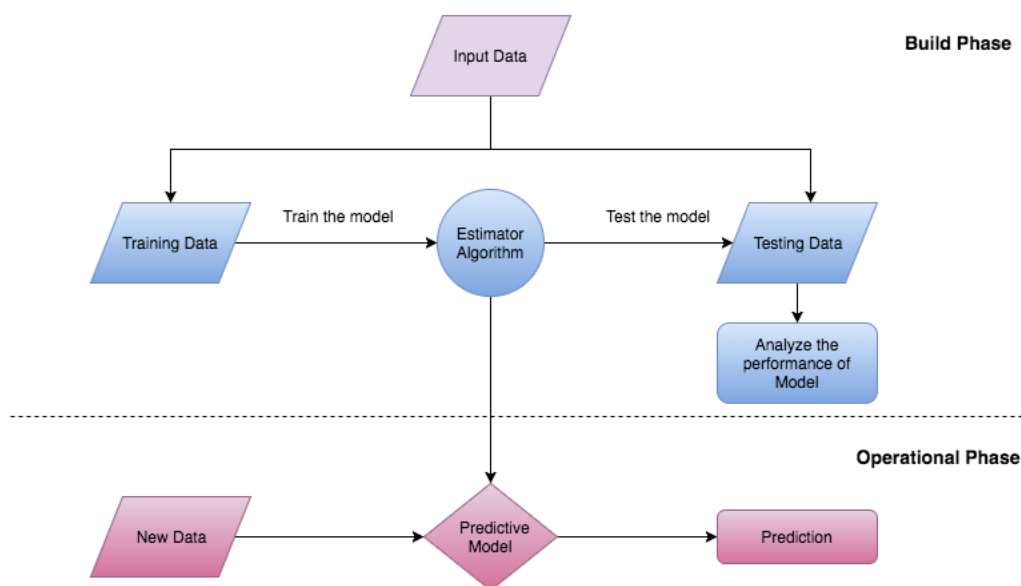 Build Phase
Input Data
Train the model
Test the model
Training Data
Estimator
Algorithm
Testing Data
Analyze the
performance of
Model
Operational Phase
New Data
Predictive
Model
Prediction